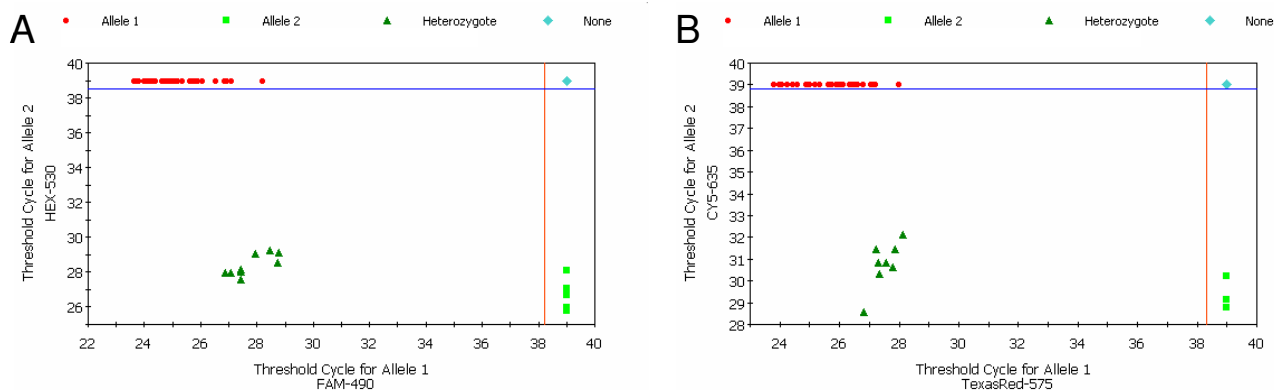 A
Allele 1 Allele 2 Heterozygote None
Threshold Cycle for Allele 2
HEX-530
40
38
36
34
32
30
28
26
22 24 26 28 30 32 34 36 38 40
Threshold Cycle for Allele 1
FAM-490
B
Allele 1 Allele 2 Heterozygote None
Threshold Cycle for Allele 2
CY5-635
40
39
38
37
36
35
34
33
32
31
30
29
28
24 26 28 30 32 34 36 38 40
Threshold Cycle for Allele 1
TexasRed-575